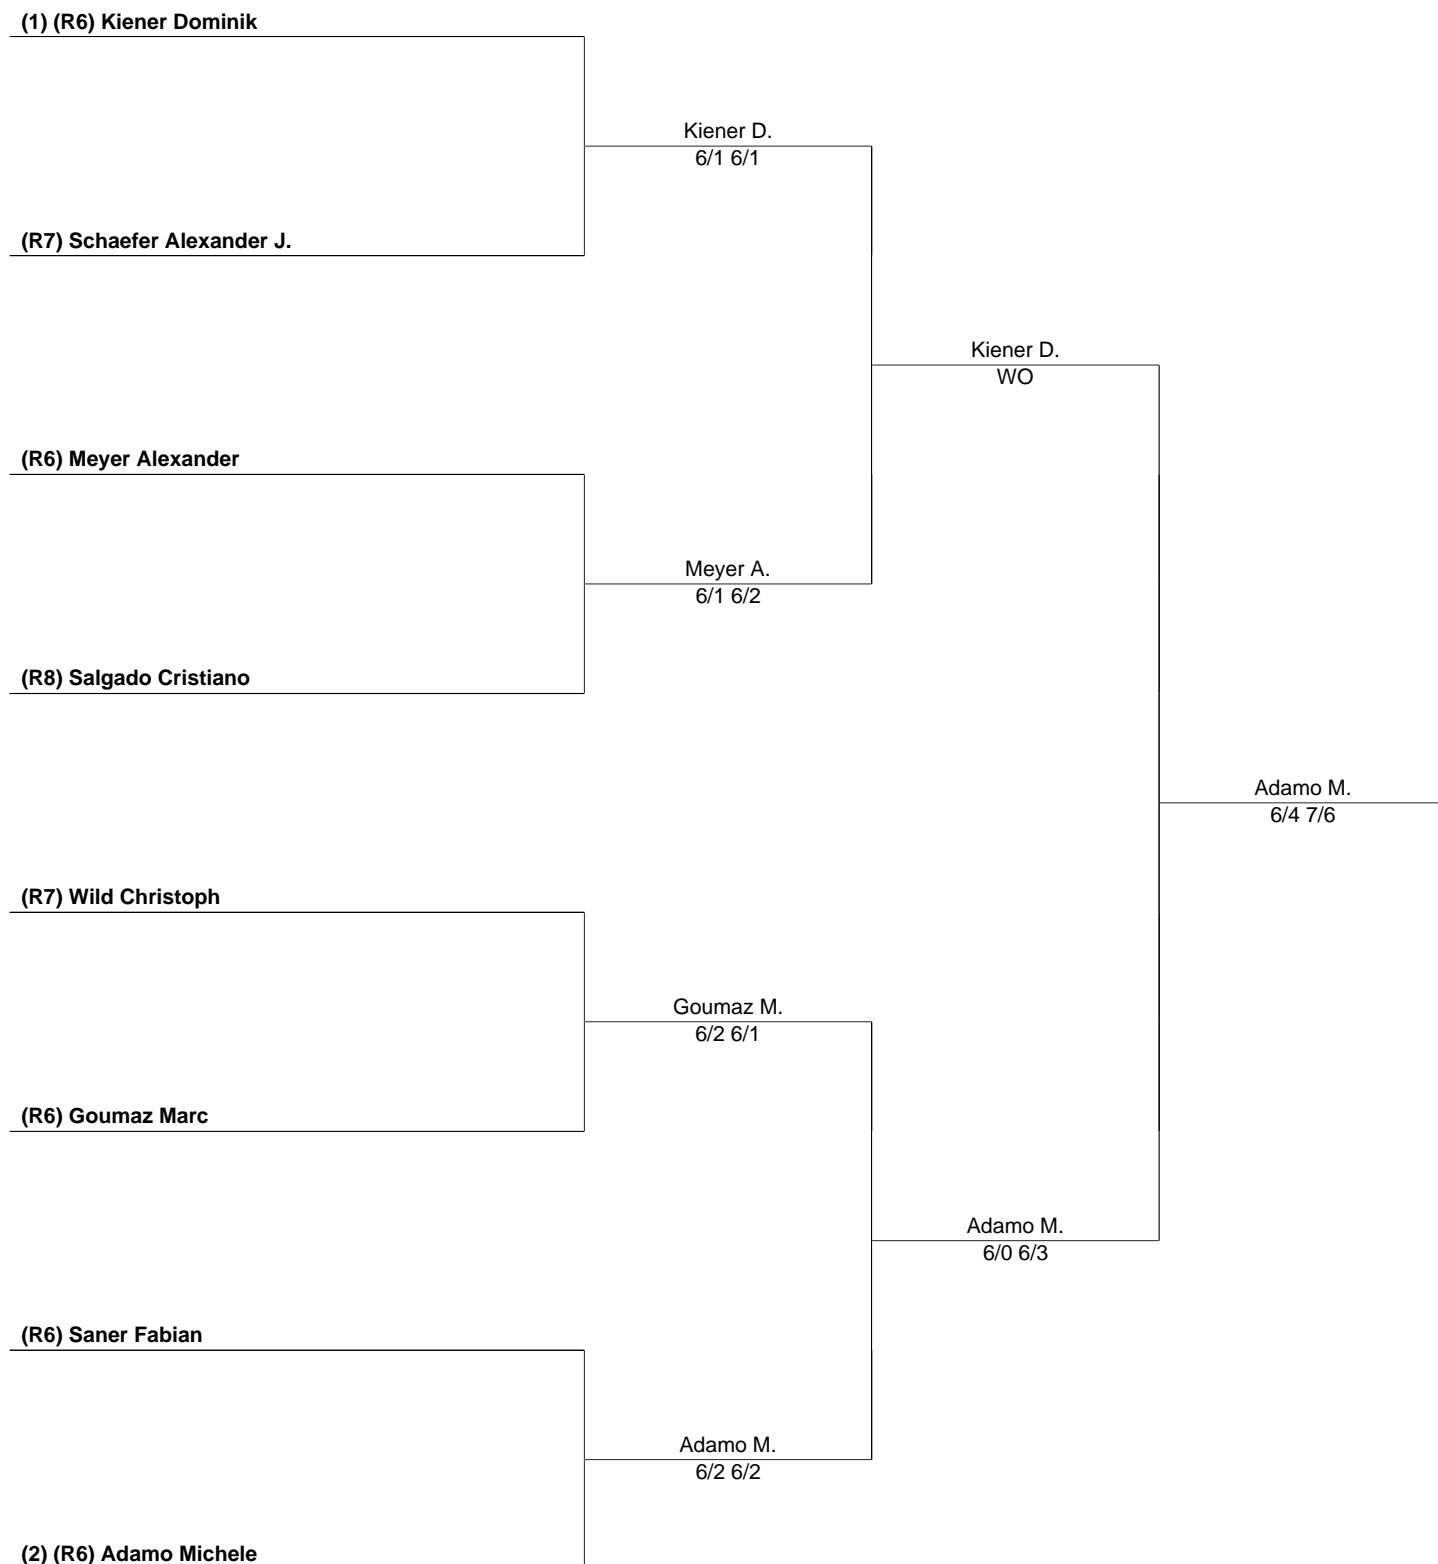 (1) (R6) Kiener Dominik
Kiener D.
6/1 6/1
(R7) Schaefer Alexander J.
Kiener D.
WO
(R6) Meyer Alexander
Meyer A.
6/1 6/2
(R8) Salgado Cristiano
Adamo M.
6/4 7/6
(R7) Wild Christoph
Goumaz M.
6/2 6/1
(R6) Goumaz Marc
Adamo M.
6/0 6/3
(R6) Saner Fabian
Adamo M.
6/2 6/2
(2) (R6) Adamo Michele